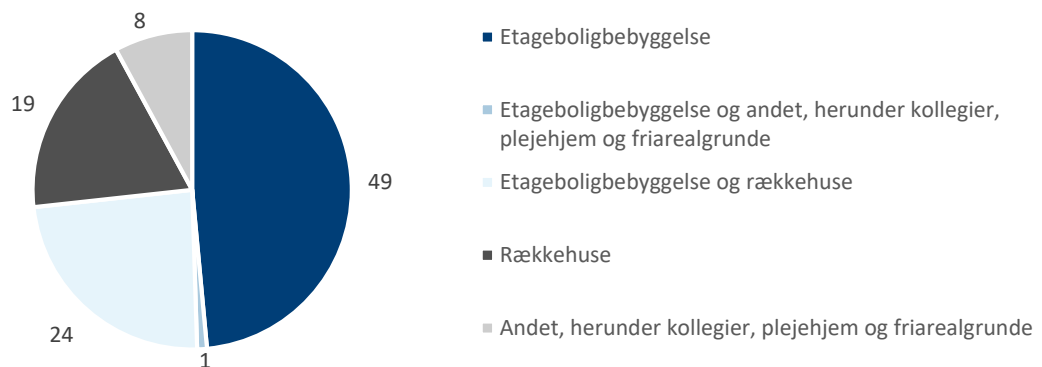 8
19
49
24
1
Etageboligbebyggelse
Etageboligbebyggelse og andet, herunder kollegier,
plejehjem og friarealgrunde
Etageboligbebyggelse og rækkehuse
Rækkehuse
Andet, herunder kollegier, plejehjem og friarealgrunde